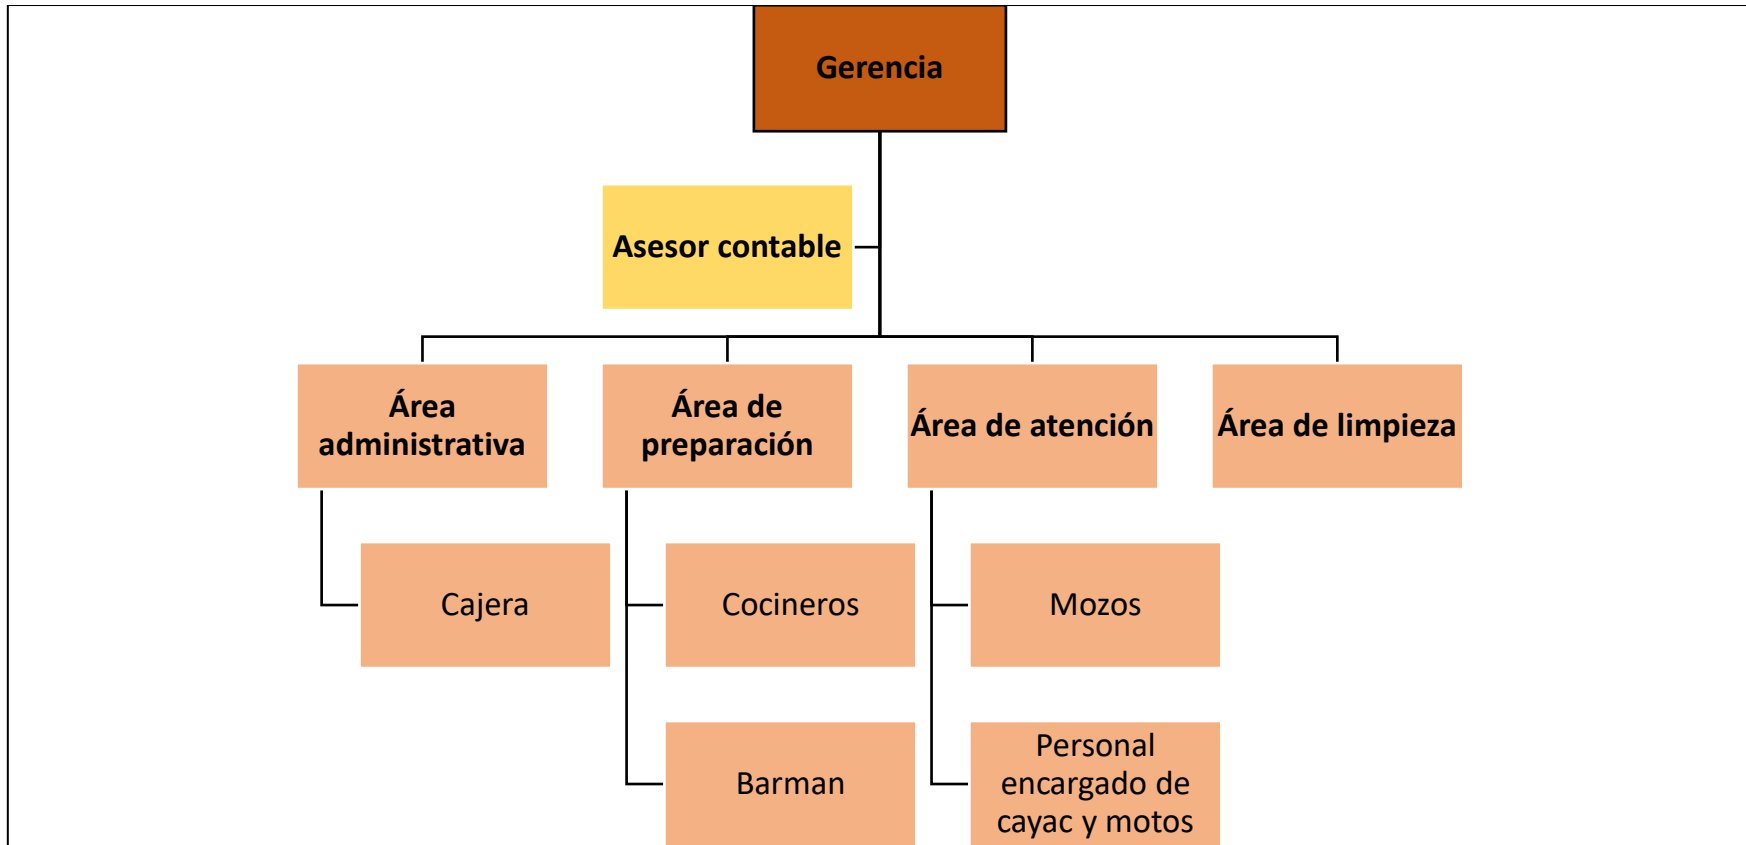 Gerencia
Asesor contable
Área
administrativa
Área de
preparación
Área de atención
Área de limpieza
Cajera
Cocineros
Mozos
Barman
Personal
encargado de
cayac y motos